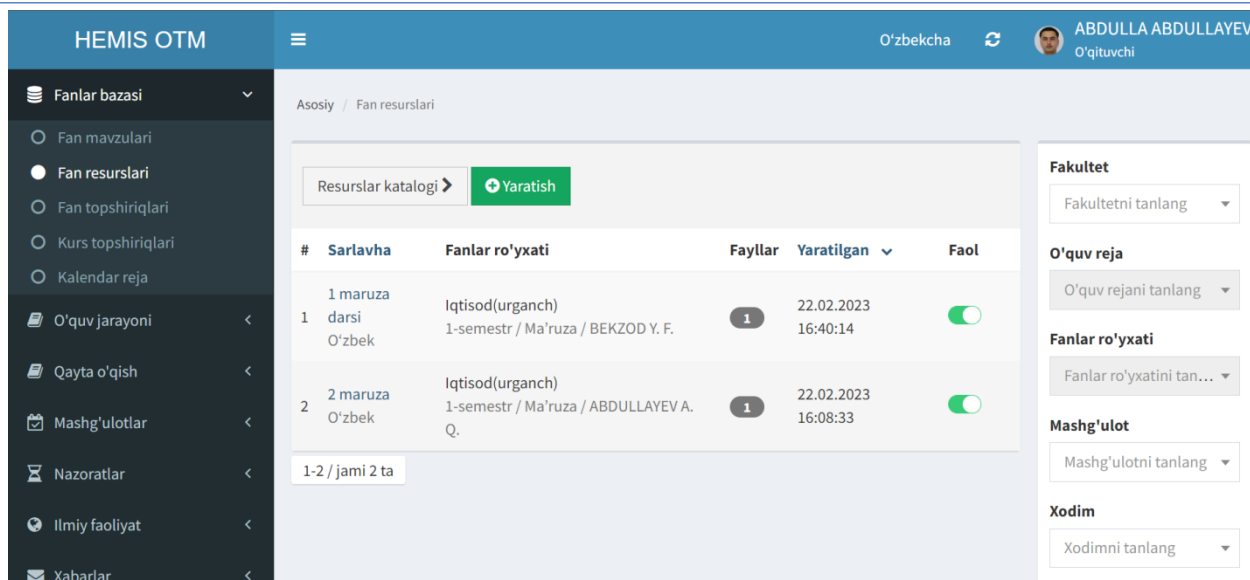 HEMIS OTM
O‘zbekcha
ABDULLA ABDULLAYEV
O'qituvchi
Fanlar bazasi
Fan mavzulari
Fan resurslari
Fan topshiriqlari
Kurs topshiriqlari
Kalendar reja
O'quv jarayoni
Qayta o'qish
Mashg'ulotlar
Nazoratlar
Ilmiy faoliyat
Xabarlar
Asosiy / Fan resurslari
Resurslar katalogi
Yaratish
# Sarlavha Fanlar ro'yxati Fayllar Yaratilgan Faol
1 maruza
Iqtisod(urganch)
22.02.2023
1 darsi
1-semestr / Ma’ruza / BEKZOD Y. F.
1
16:40:14
O‘zbek
Iqtisod(urganch)
2 maruza
22.02.2023
2
1-semestr / Ma’ruza / ABDULLAYEV A.
1
O‘zbek
16:08:33
Q.
1-2 / jami 2 ta
Fakultet
Fakultetni tanlang
O'quv reja
O'quv rejani tanlang
Fanlar ro'yxati
Fanlar ro'yxatini tan...
Mashg'ulot
Mashg'ulotni tanlang
Xodim
Xodimni tanlang